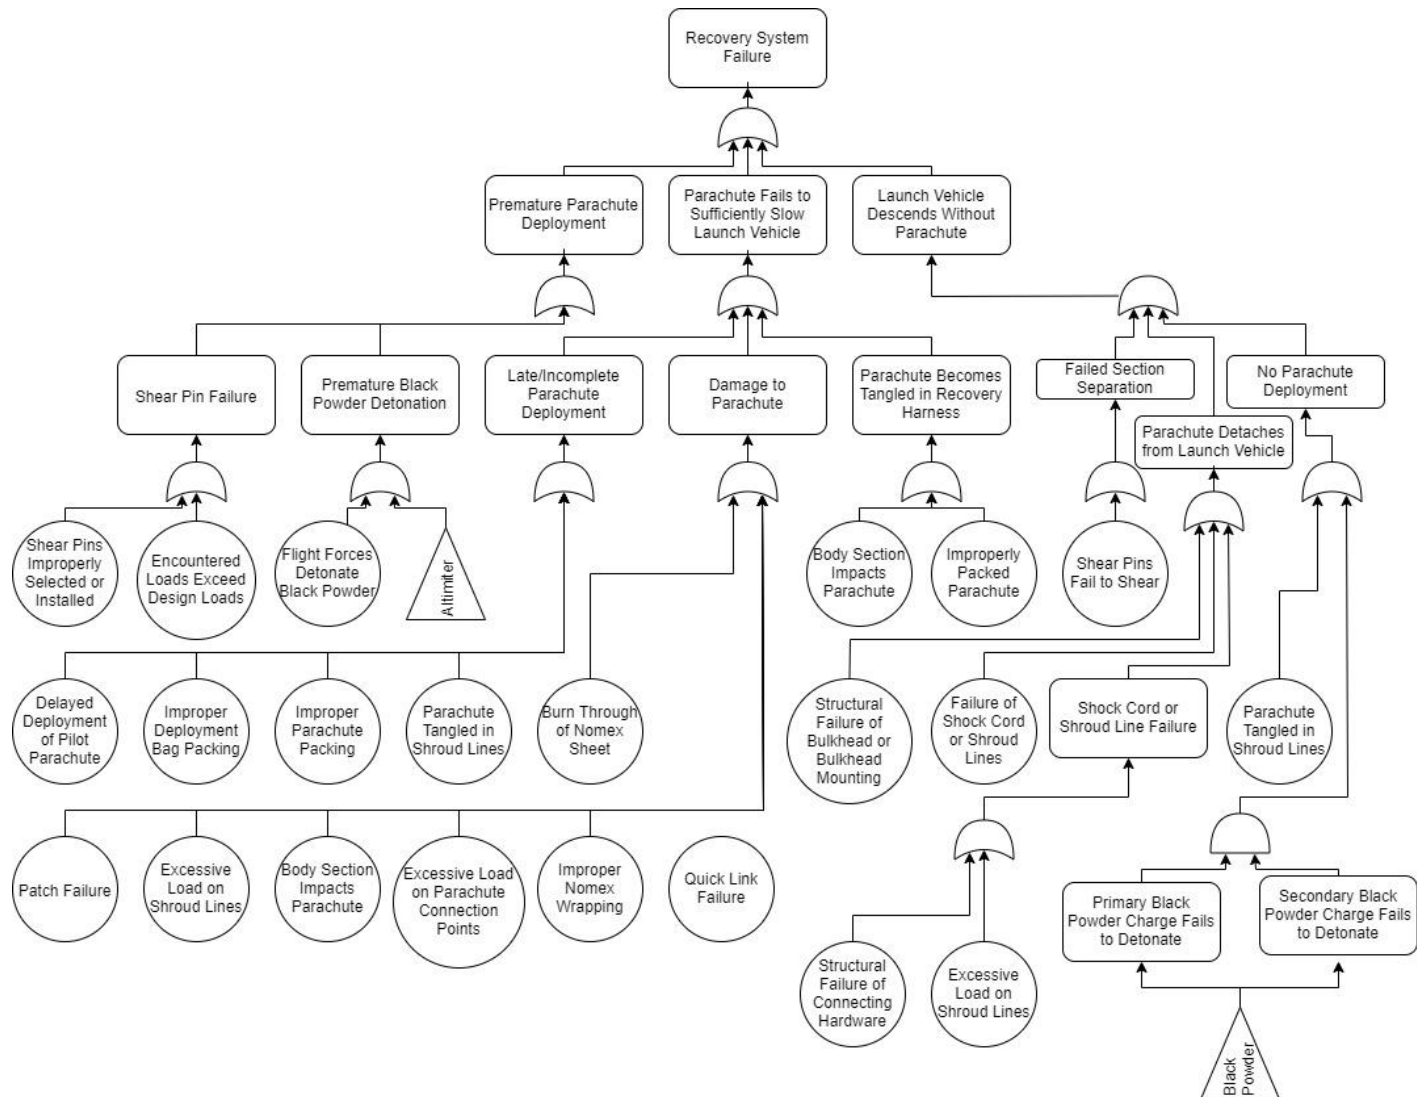 Recovery System
Failure
Premature Parachute
Deployment
Parachute Fails to
Sufficiently Slow
Launch Vehicle
Launch Vehicle
Descends Without
Parachute
Shear Pin Failure
Premature Black
Powder Detonation
Late/Incomplete
Parachute
Deployment
Damage to
Parachute
Parachute Becomes
Tangled in Recovery
Harness
Failed Section
Separation
No Parachute
Deployment
Parachute Detaches
from Launch Vehicle
Shear Pins
Improperly
Selected or
Installed
Encountered
Loads Exceed
Design Loads
Flight Forces
Detonate
Black Powder
Altimiter
Body Section
Impacts
Parachute
Improperly
Packed
Parachute
Shear Pins
Fail to Shear
Delayed
Deployment
of Pilot
Parachute
Improper
Deployment
Bag Packing
Improper
Parachute
Packing
Parachute
Tangled in
Shroud Lines
Burn Through
of Nomex
Sheet
Structural
Failure of
Bulkhead or
Bulkhead
Mounting
Failure of
Shock Cord
or Shroud
Lines
Shock Cord or
Shroud Line Failure
Parachute
Tangled in
Shroud Lines
Patch Failure
Excessive
Load on
Shroud Lines
Body Section
Impacts
Parachute
Excessive Load
on Parachute
Connection
Points
Improper
Nomex
Wrapping
Quick Link
Failure
Primary Black
Powder Charge Fails
to Detonate
Secondary Black
Powder Charge Fails
to Detonate
Structural
Failure of
Connecting
Hardware
Excessive
Load on
Shroud Lines
Black
Powder